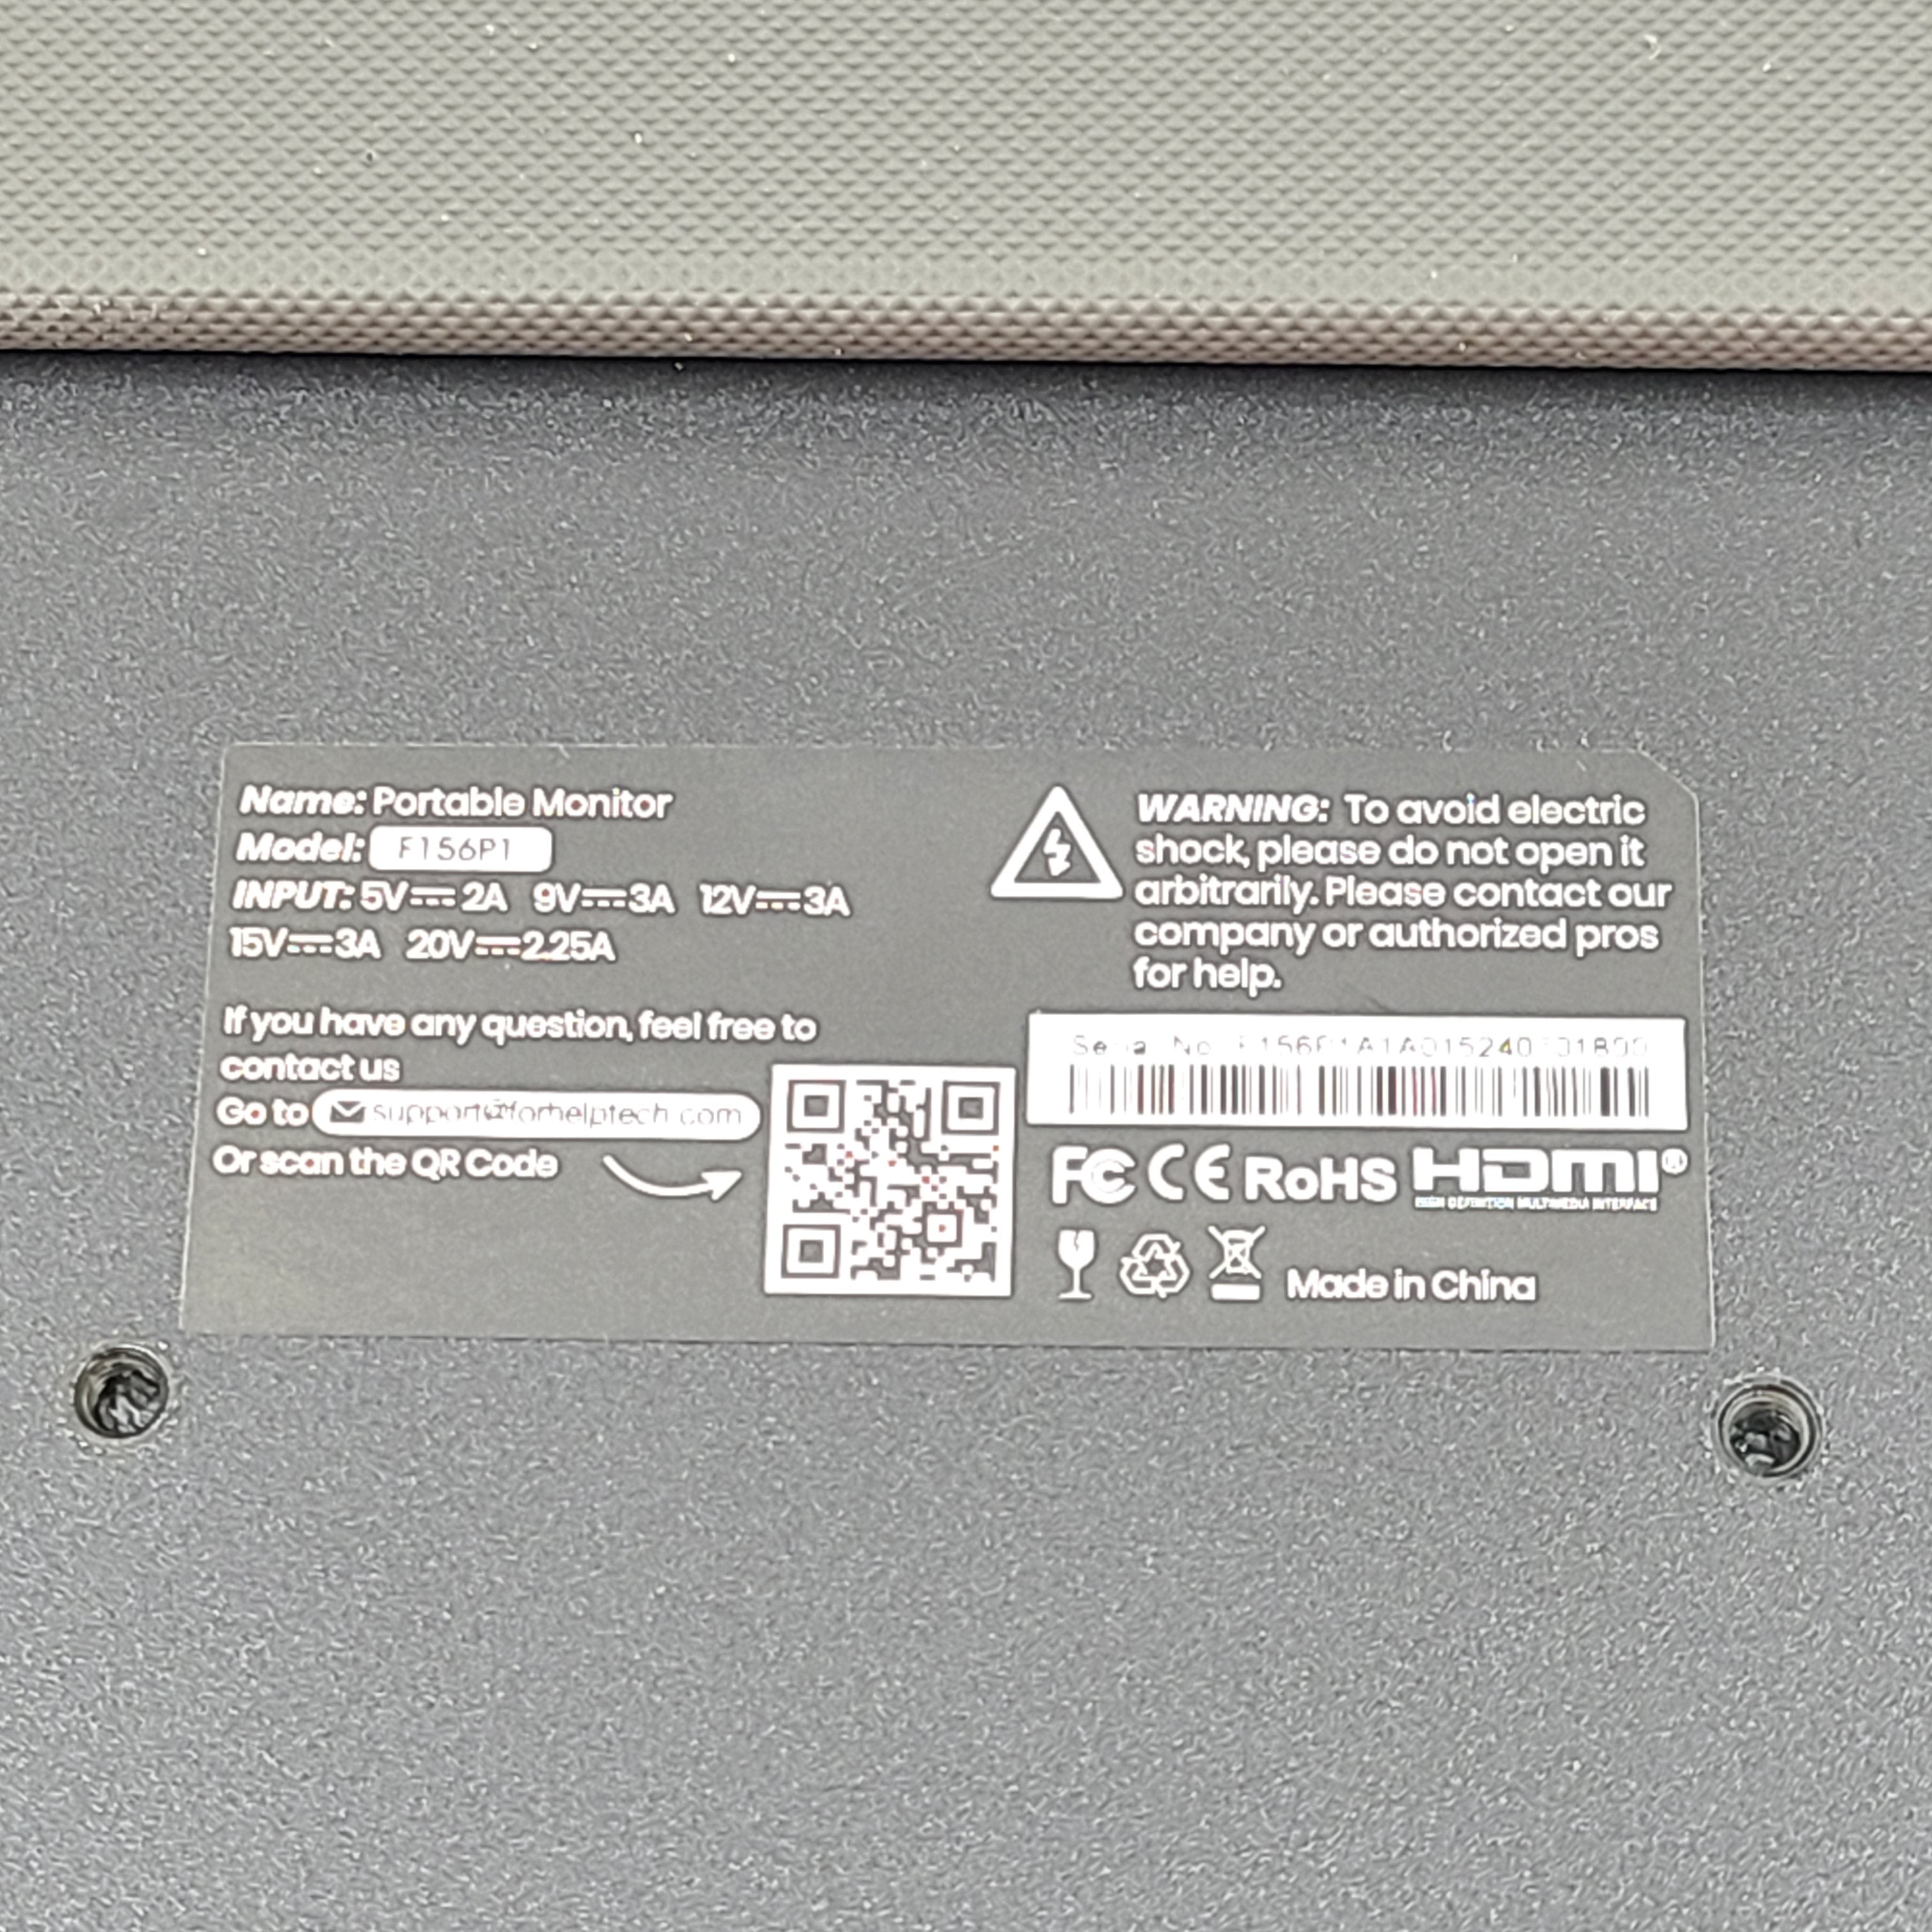 Name: Portable Monitor
Model: F156P1
INPUT: 5V⎓2A 9V⎓3A 12V⎓3A
15V⎓3A 20V⎓2.25A
If you have any question, feel free to
contact us
Go to support@forhelptech.com
Or scan the QR Code
WARNING: To avoid electric
shock, please do not open it
arbitrarily. Please contact our
company or authorized pros
for help.
Serial No
FC CE RoHS HDMI®
HIGH DEFINITION MULTIMEDIA INTERFACE
Made in China